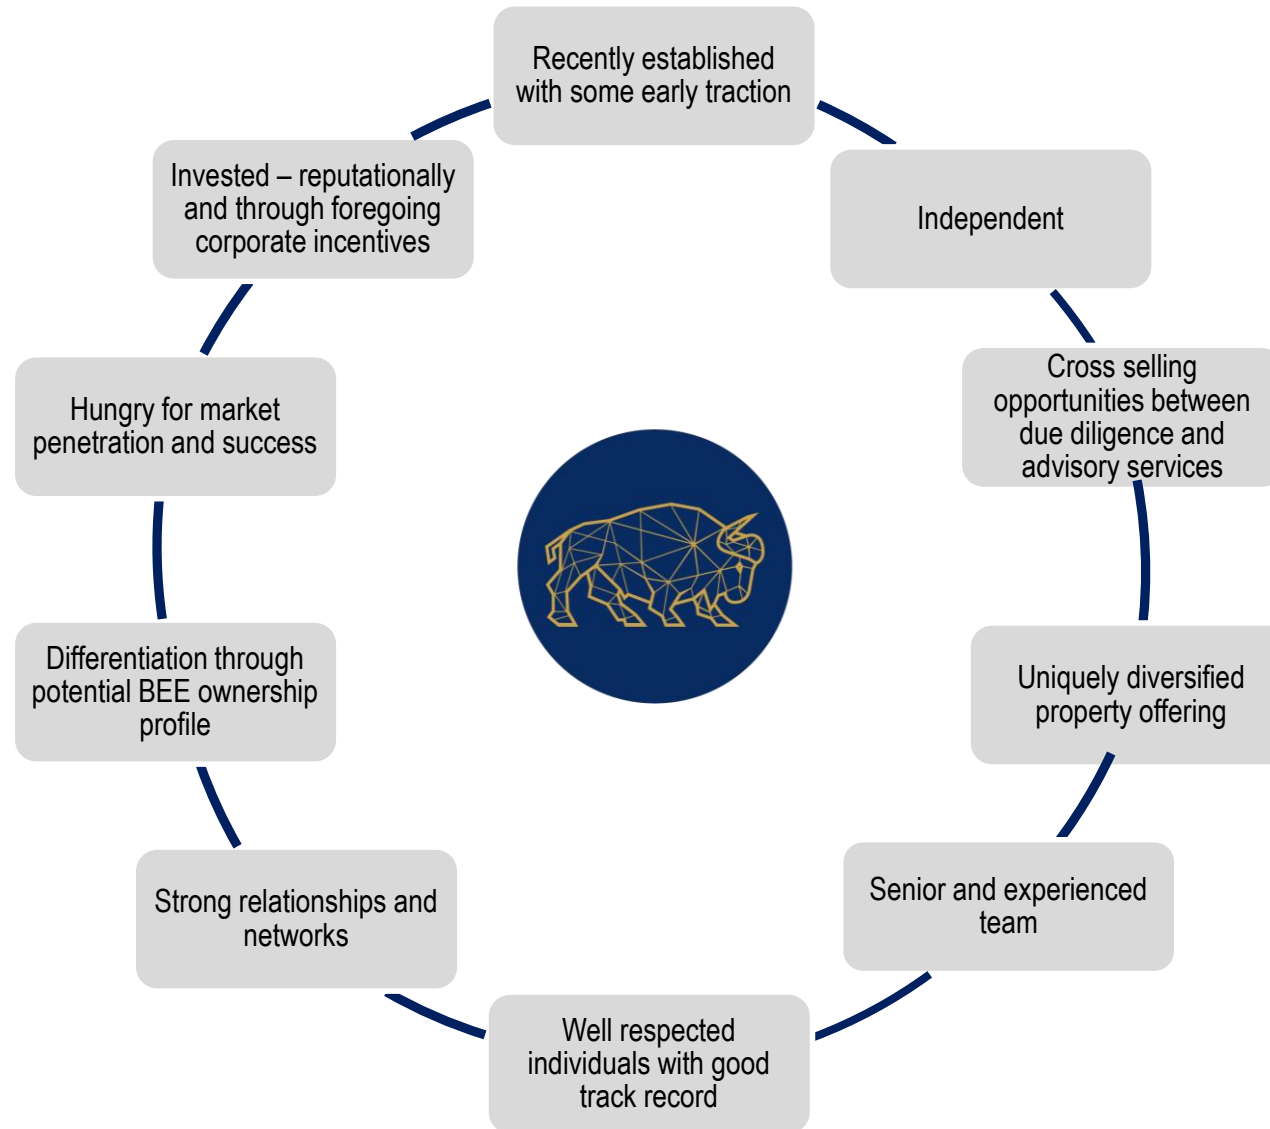 Recently established
with some early traction
Independent
Cross selling
opportunities between
due diligence and
advisory services
Uniquely diversified
property offering
Senior and experienced
team
Well respected
individuals with good
track record
Strong relationships and
networks
Differentiation through
potential BEE ownership
profile
Hungry for market
penetration and success
Invested – reputationally
and through foregoing
corporate incentives